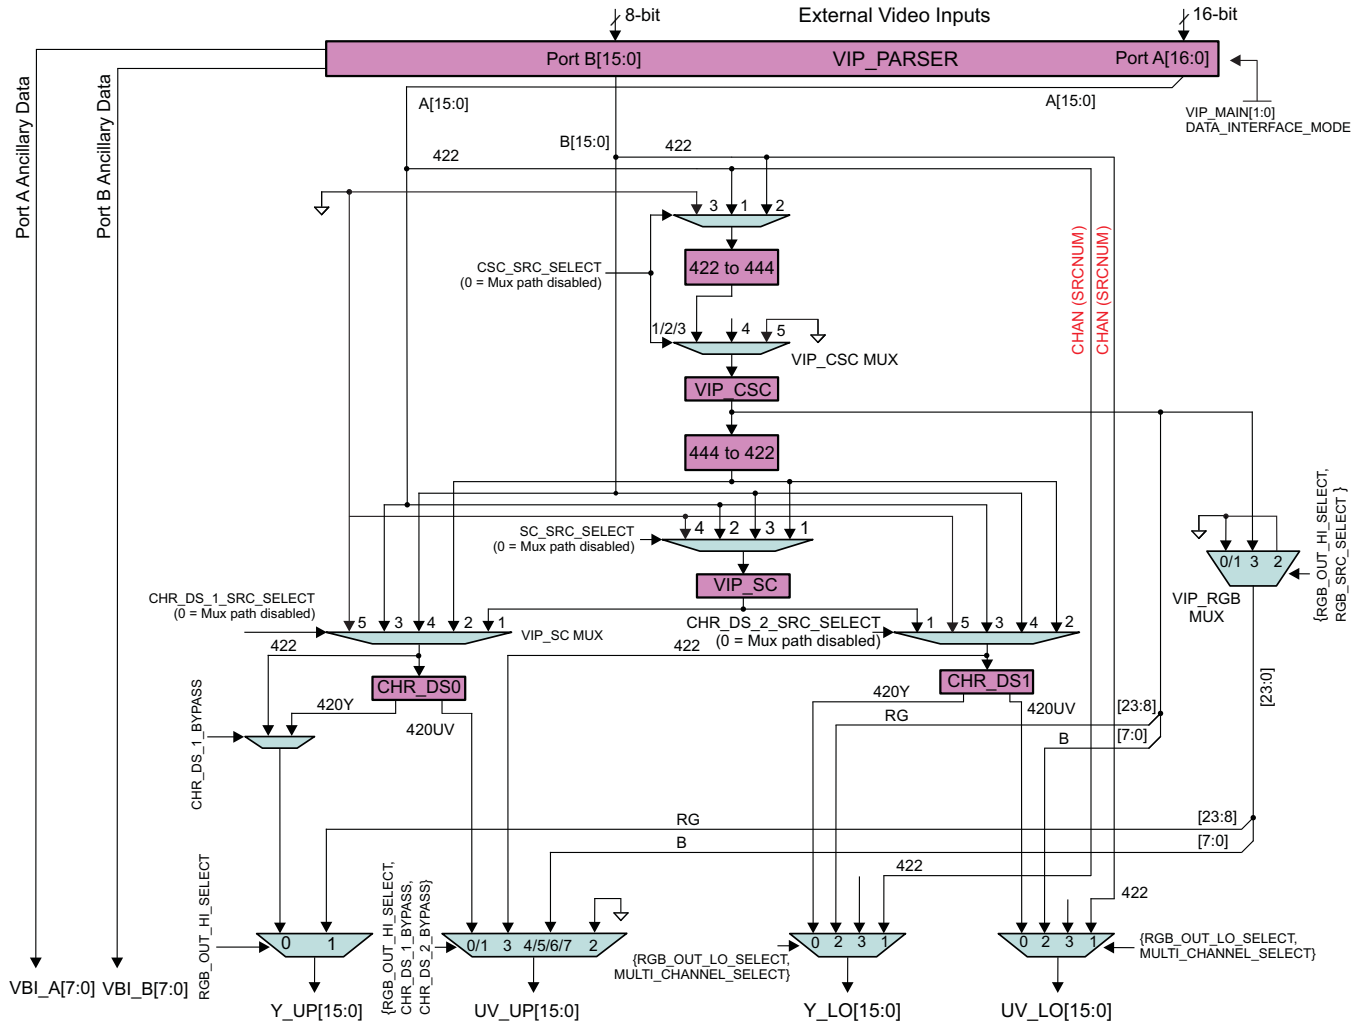 8-bit
External Video Inputs
16-bit
Port B[15:0]
VIP_PARSER
Port A[16:0]
A[15:0]
A[15:0]
VIP_MAIN[1:0]
DATA_INTERFACE_MODE
Port A Ancillary Data
Port B Ancillary Data
B[15:0]
422
422
3 1 2
CSC_SRC_SELECT
(0 = Mux path disabled)
422 to 444
CHAN (SRCNUM)
CHAN (SRCNUM)
1/2/3 4 5
VIP_CSC MUX
VIP_CSC
444 to 422
SC_SRC_SELECT
(0 = Mux path disabled)
4 2 3 1
VIP_SC
0/1 3 2
VIP_RGB
MUX
{RGB_OUT_HI_SELECT,
RGB_SRC_SELECT }
CHR_DS_1_SRC_SELECT
(0 = Mux path disabled)
5 3 4 2 1
VIP_SC MUX
CHR_DS_2_SRC_SELECT
(0 = Mux path disabled)
1 5 3 4 2
422
422
CHR_DS0
CHR_DS1
420Y
420UV
420Y
420UV
RG
[23:8]
B
[7:0]
[23:0]
CHR_DS_1_BYPASS
RG
[23:8]
B
[7:0]
422
422
RGB_OUT_HI_SELECT
0 1
{RGB_OUT_HI_SELECT,
CHR_DS_1_BYPASS,
CHR_DS_2_BYPASS}
0/1 3 4/5/6/7 2
{RGB_OUT_LO_SELECT,
MULTI_CHANNEL_SELECT}
0 2 3 1
0 2 3 1
{RGB_OUT_LO_SELECT,
MULTI_CHANNEL_SELECT}
VBI_A[7:0]
VBI_B[7:0]
Y_UP[15:0]
UV_UP[15:0]
Y_LO[15:0]
UV_LO[15:0]